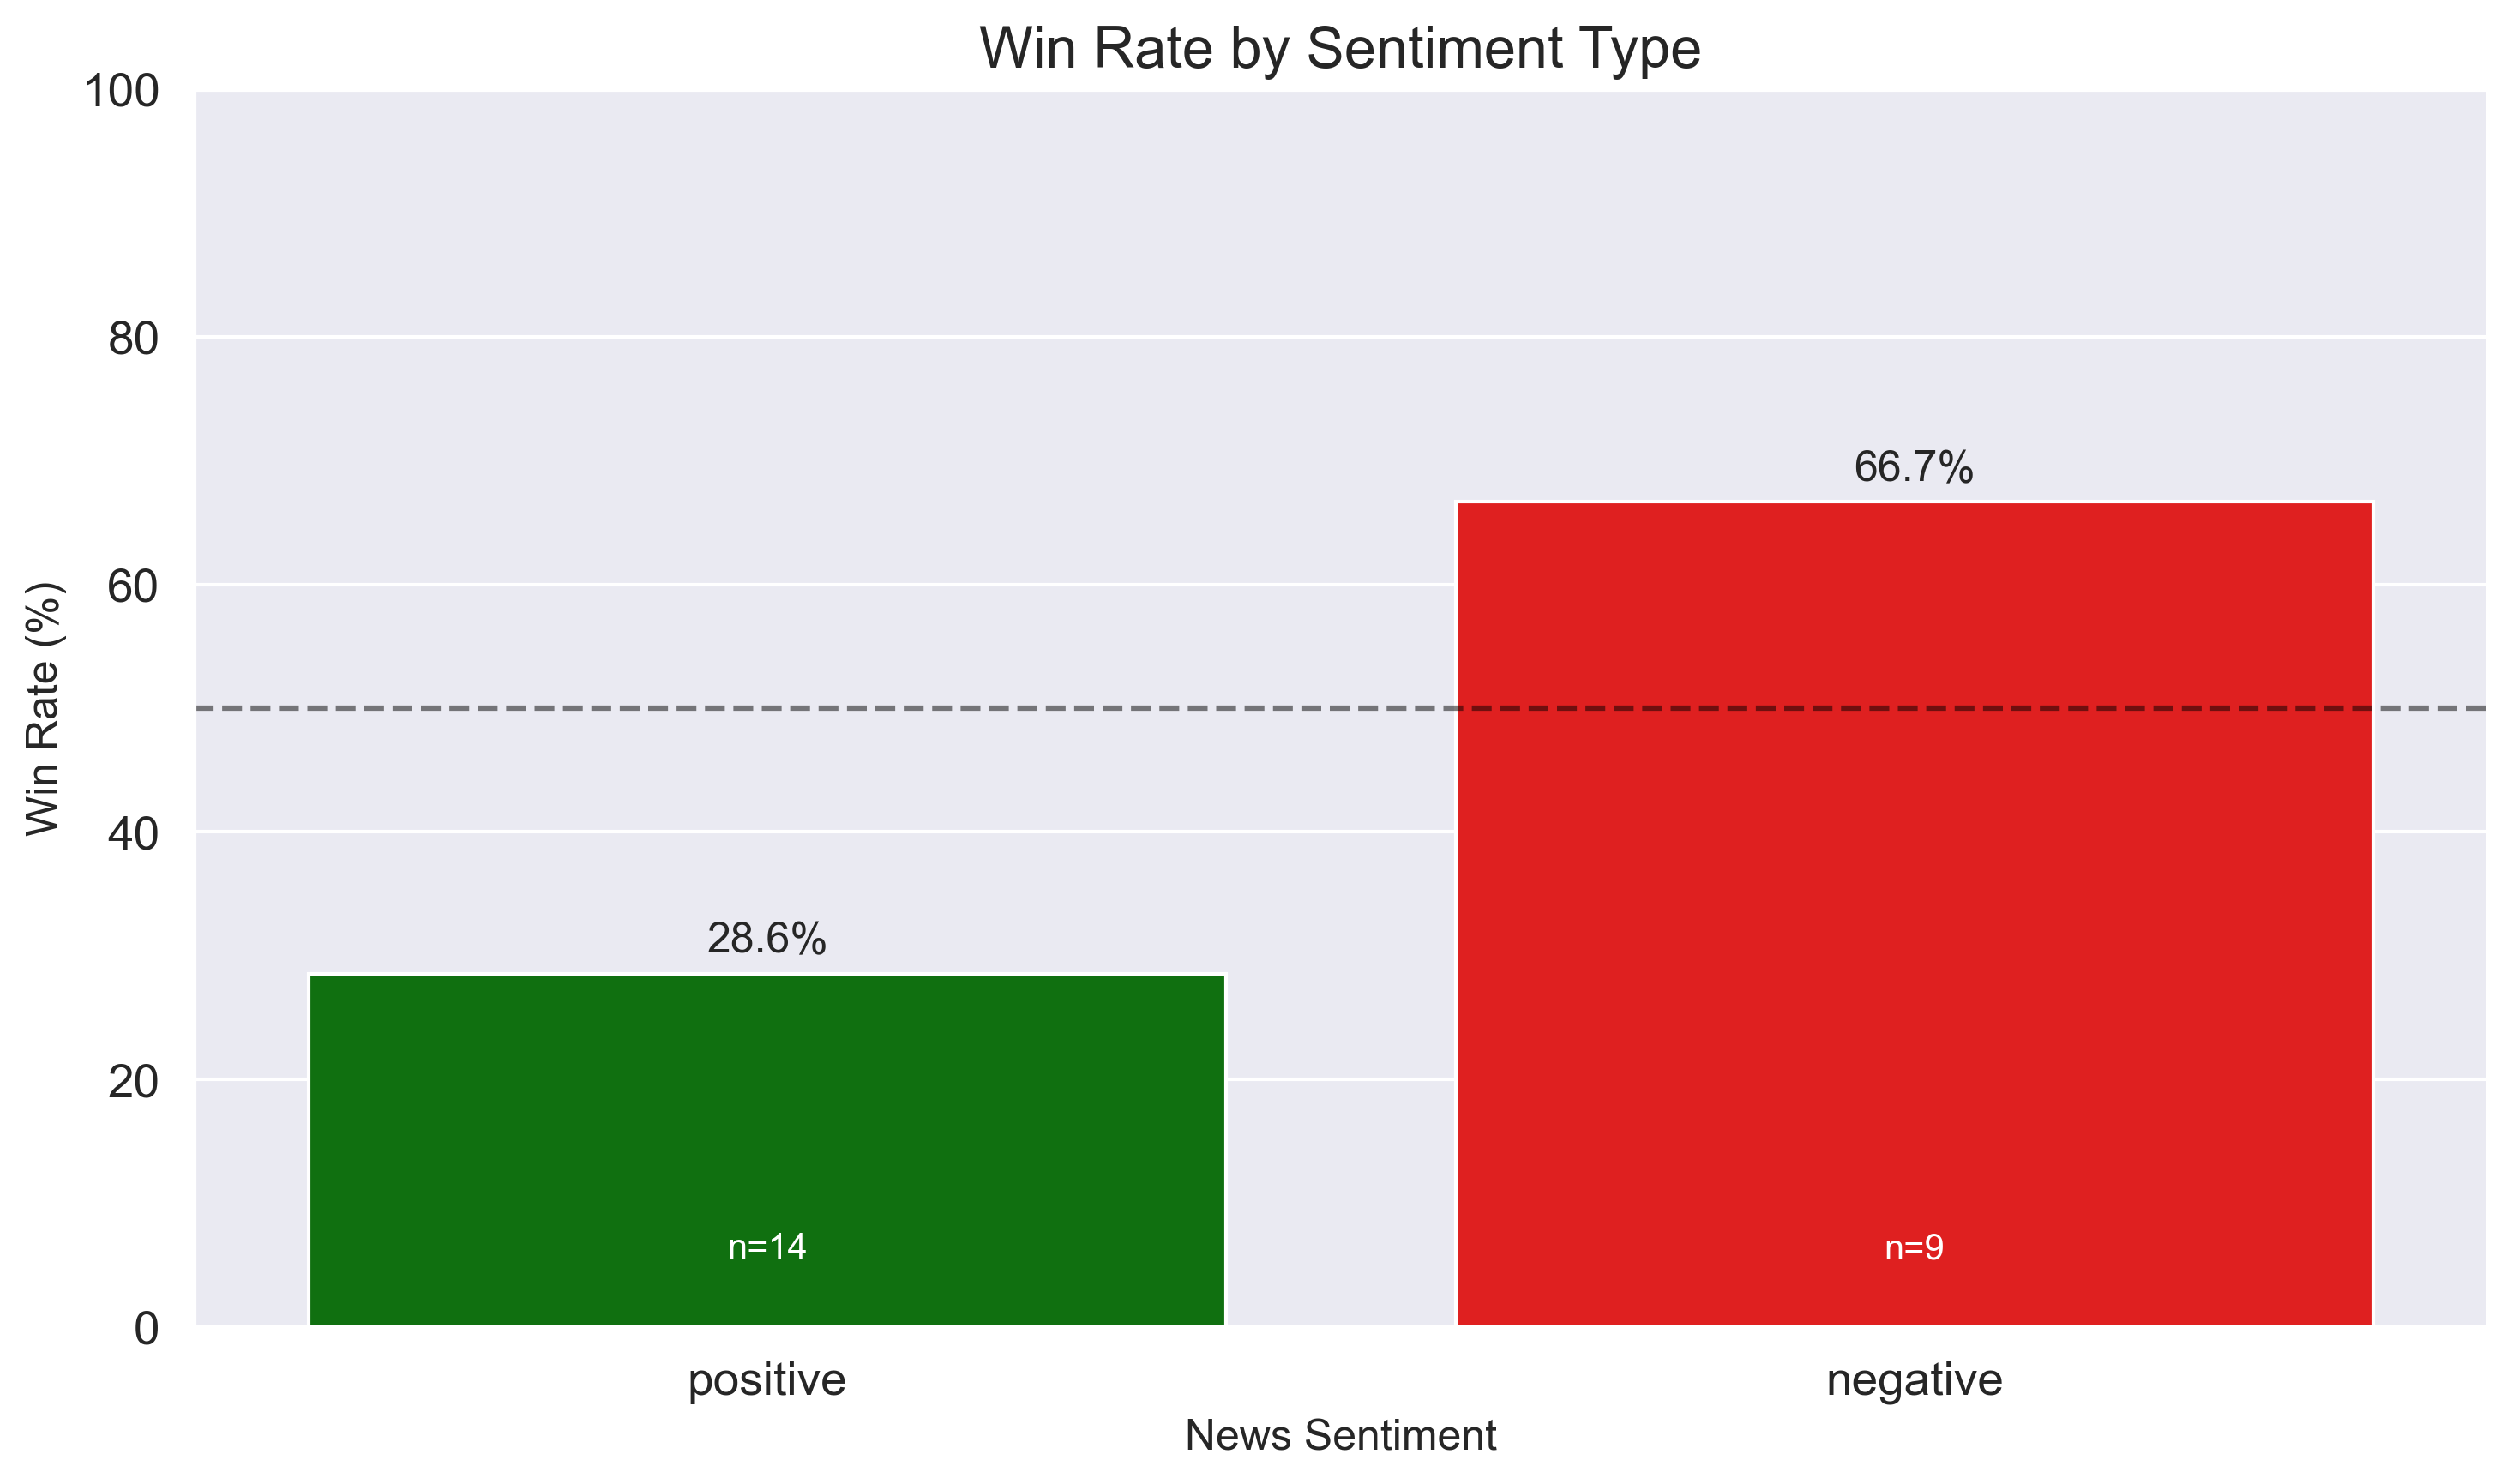 Win Rate by Sentiment Type
100
80
60
40
20
0
Win Rate (%)
28.6%
66.7%
n=14
n=9
positive
negative
News Sentiment